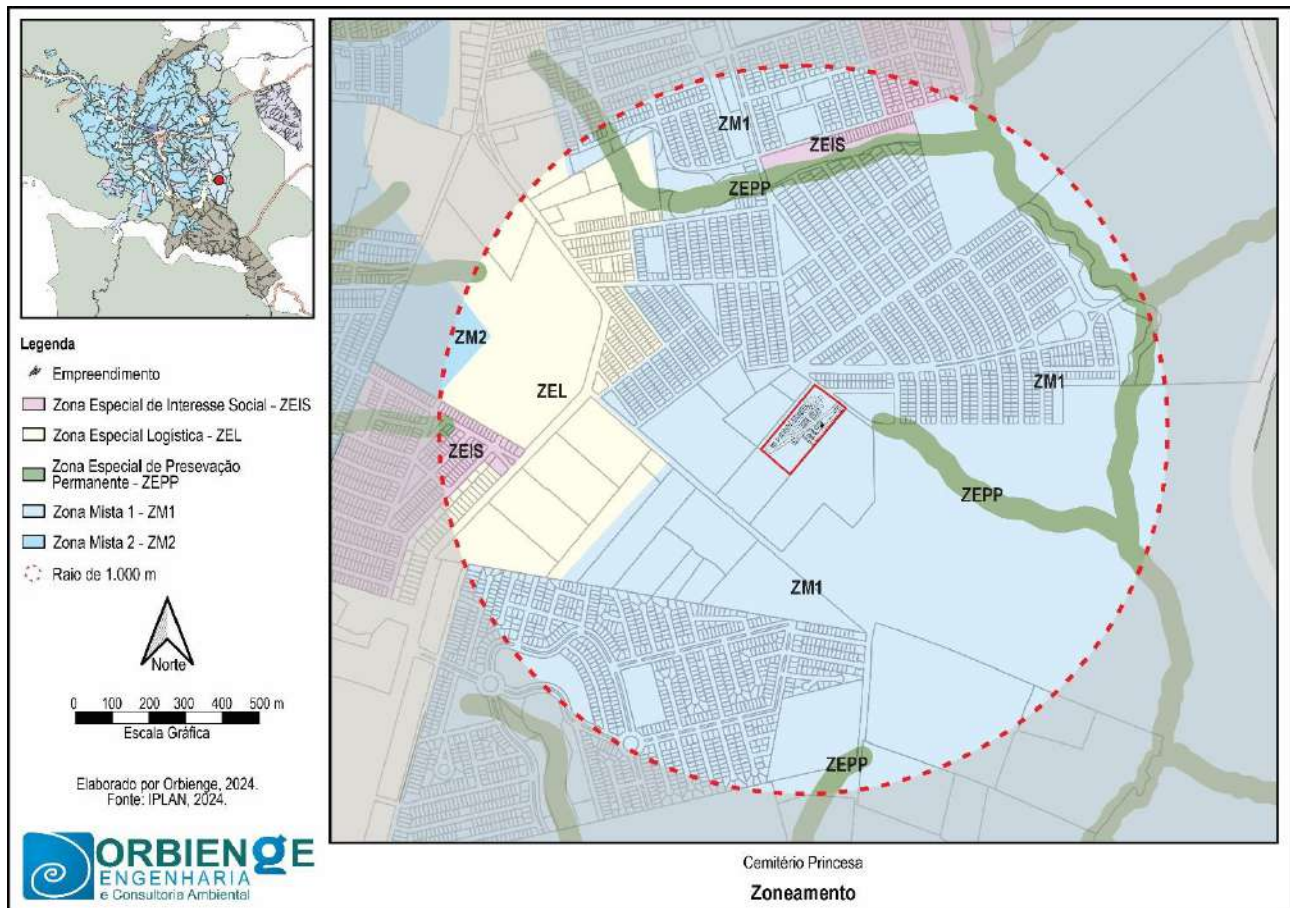 Legenda
Empreendimento
Zona Especial de Interesse Social - ZEIS
Zona Especial Logística - ZEL
Zona Especial de Presevação
Permanente - ZEPP
Zona Mista 1 - ZM1
Zona Mista 2 - ZM2
Raio de 1.000 m
Norte
0 100 200 300 400 500 m
Escala Gráfica
Elaborado por Orbienge, 2024.
Fonte: IPLAN, 2024.
ORBIENGE
ENGENHARIA
e Consultoria Ambiental
ZM1
ZEIS
ZEPP
ZM2
ZEL
ZM1
ZEIS
ZEPP
ZM1
ZEPP
Cemitério Princesa
Zoneamento